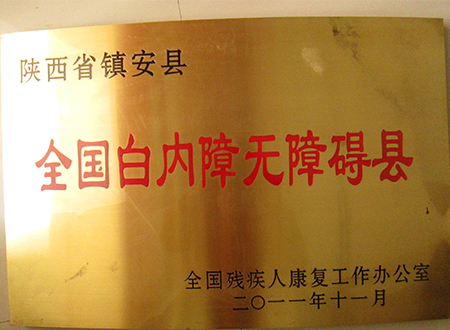 陕西省镇安县
全国白内障无障碍县
全国残疾人康复工作办公室
二〇一一年十一月